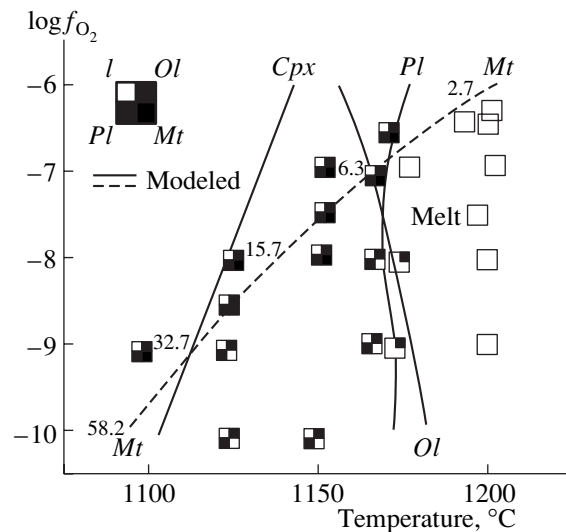 log fO2
l Ol
Pl Mt
Modeled
Cpx Pl Mt
2.7
−6
6.3
−7
Melt
15.7
−8
32.7
−9
58.2
−10
Mt Ol
1100 1150 1200
Temperature, °C